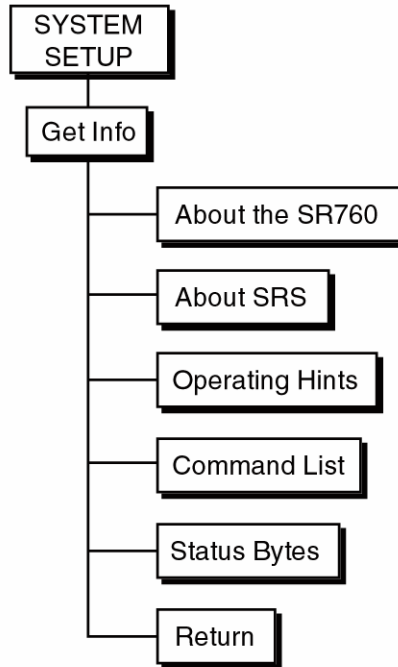 SYSTEM
SETUP
Get Info
About the SR760
About SRS
Operating Hints
Command List
Status Bytes
Return